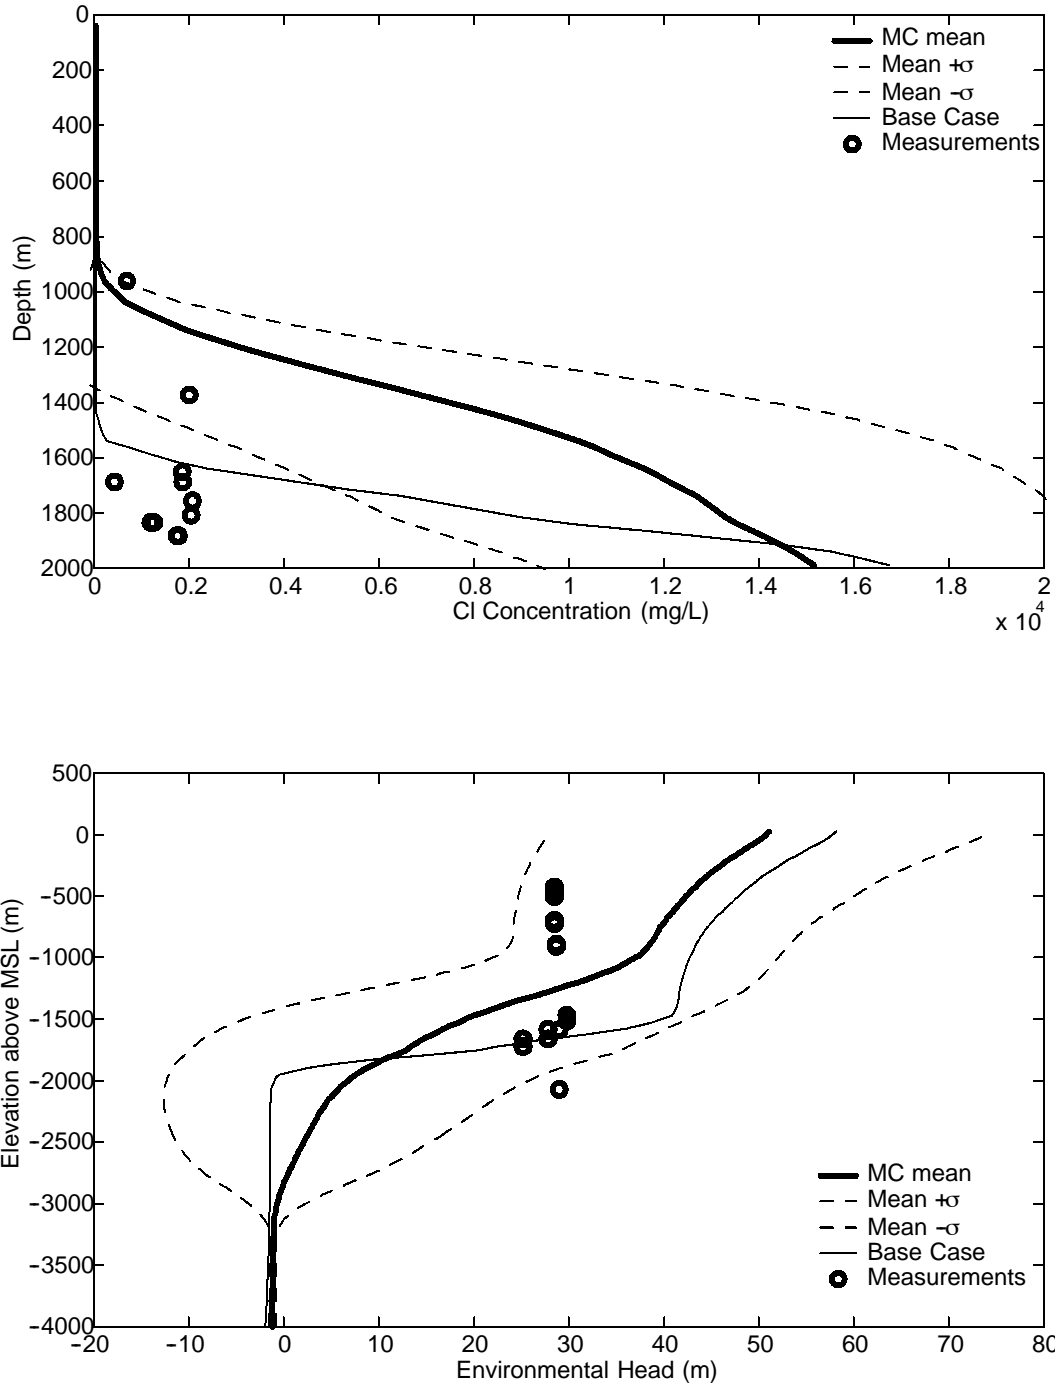 0
200
400
600
800
1000
1200
1400
1600
1800
2000
Depth (m)
MC mean
Mean +σ
Mean -σ
Base Case
Measurements
0 0.2 0.4 0.6 0.8 1 1.2 1.4 1.6 1.8 2
x 10^4
Cl Concentration (mg/L)
500
0
-500
-1000
-1500
-2000
-2500
-3000
-3500
-4000
Elevation above MSL (m)
MC mean
Mean +σ
Mean -σ
Base Case
Measurements
-20 -10 0 10 20 30 40 50 60 70 80
Environmental Head (m)